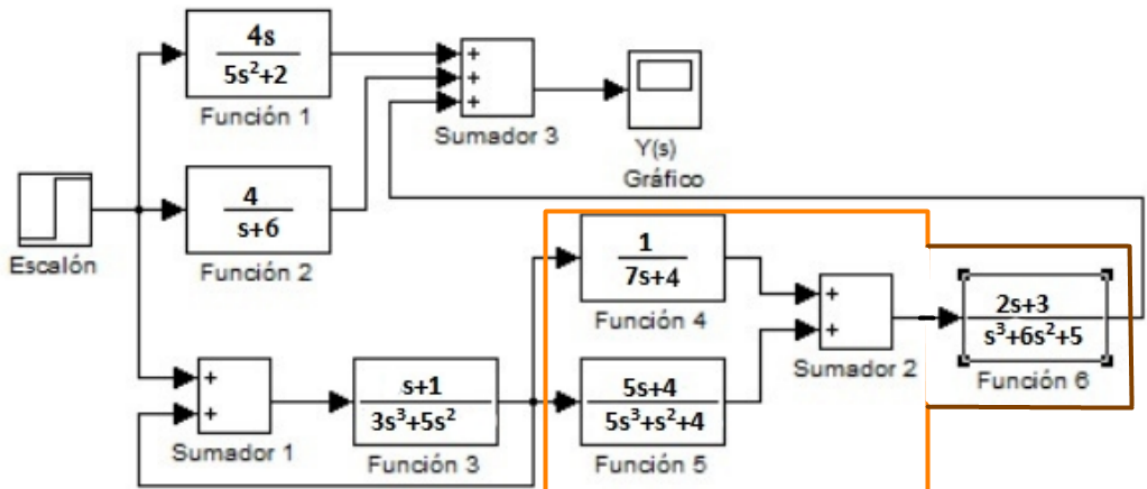 4s
5s²+2
Función 1
+
+
+
Sumador 3
Y(s)
Gráfico
Escalón
4
s+6
Función 2
1
7s+4
Función 4
+
+
Sumador 2
2s+3
s³+6s²+5
Función 6
+
+
Sumador 1
s+1
3s³+5s²
Función 3
5s+4
5s³+s²+4
Función 5